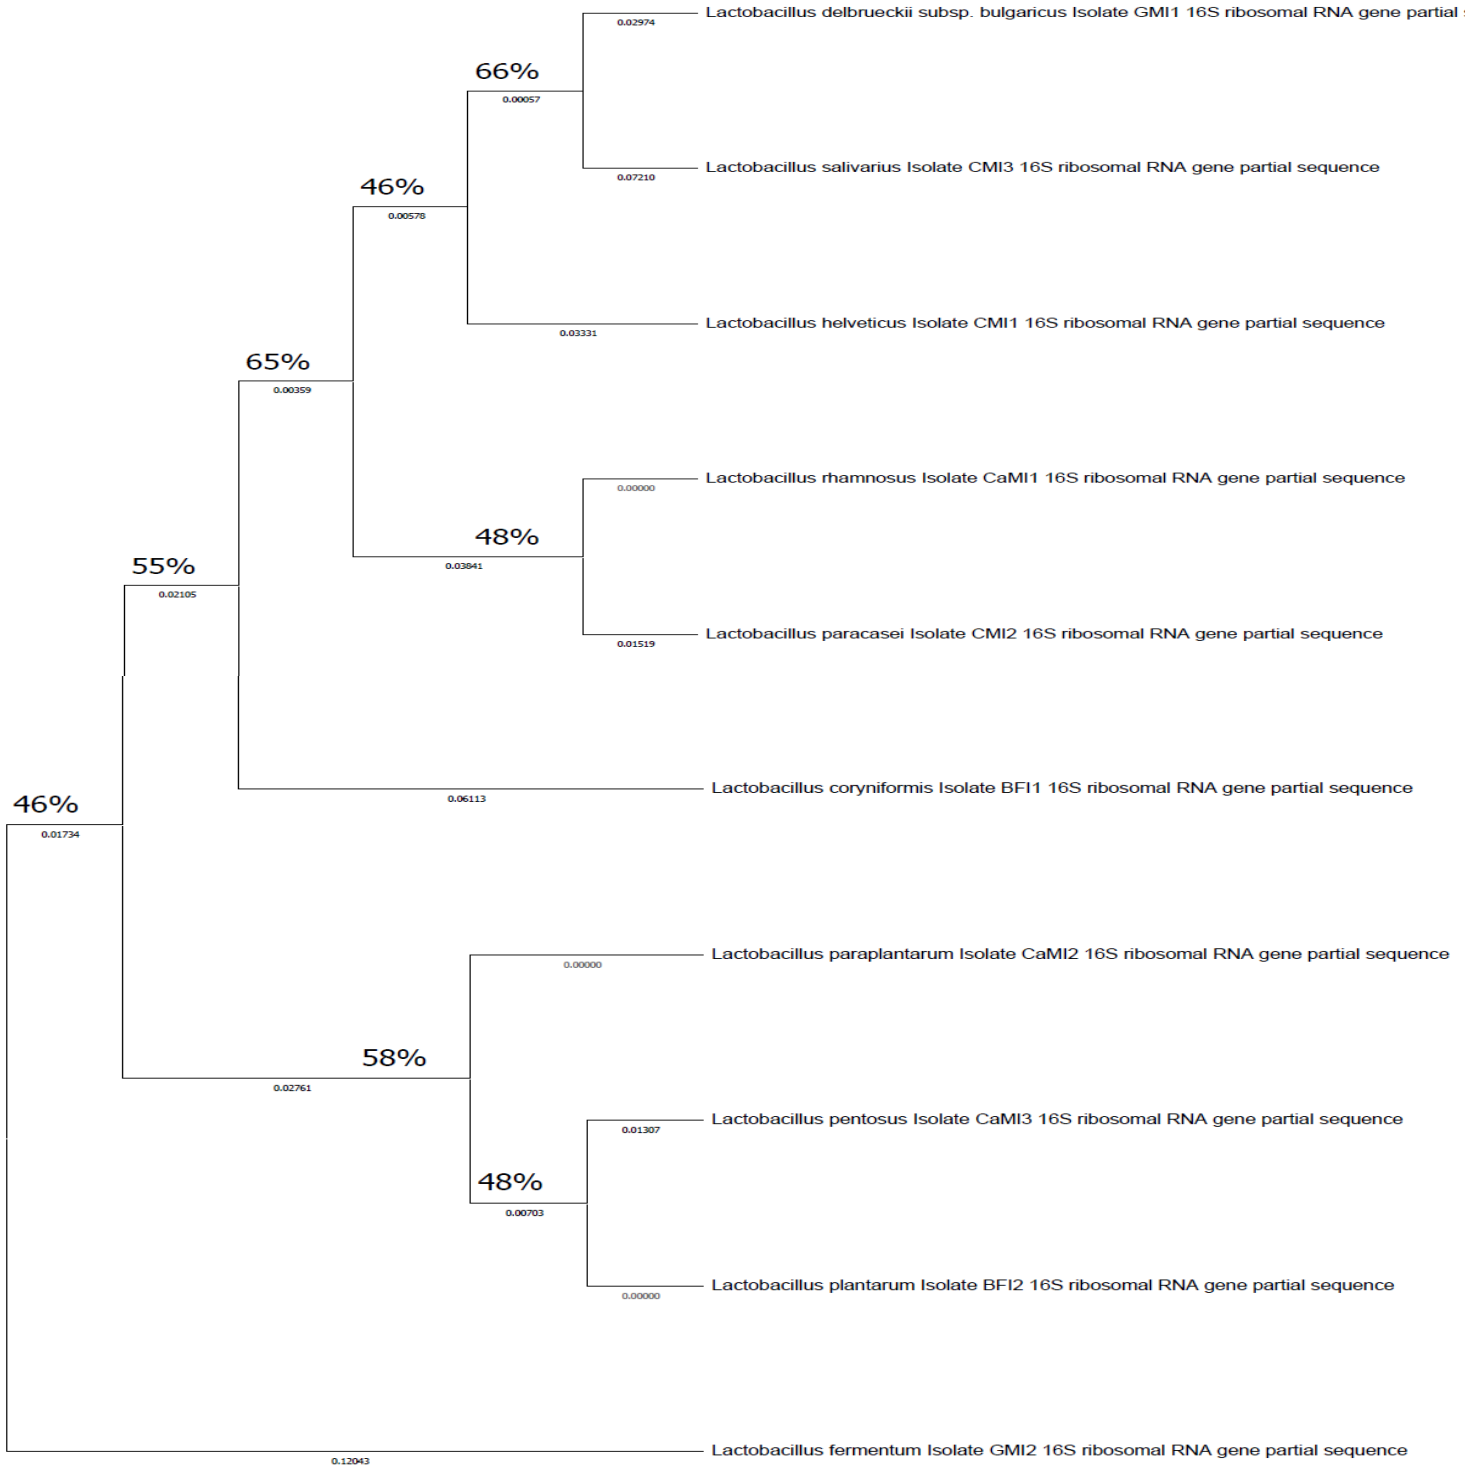 Lactobacillus delbrueckii subsp. bulgaricus Isolate GMI1 16S ribosomal RNA gene partial
0.02974
66%
0.00057
Lactobacillus salivarius Isolate CMI3 16S ribosomal RNA gene partial sequence
0.07210
46%
0.00578
Lactobacillus helveticus Isolate CMI1 16S ribosomal RNA gene partial sequence
0.03331
65%
0.00359
Lactobacillus rhamnosus Isolate CaMI1 16S ribosomal RNA gene partial sequence
0.00000
48%
0.03841
55%
0.02105
Lactobacillus paracasei Isolate CMI2 16S ribosomal RNA gene partial sequence
0.01519
Lactobacillus coryniformis Isolate BFI1 16S ribosomal RNA gene partial sequence
0.06113
46%
0.01734
Lactobacillus paraplantarum Isolate CaMI2 16S ribosomal RNA gene partial sequence
0.00000
58%
0.02761
Lactobacillus pentosus Isolate CaMI3 16S ribosomal RNA gene partial sequence
0.01307
48%
0.00703
Lactobacillus plantarum Isolate BFI2 16S ribosomal RNA gene partial sequence
0.00000
Lactobacillus fermentum Isolate GMI2 16S ribosomal RNA gene partial sequence
0.12043